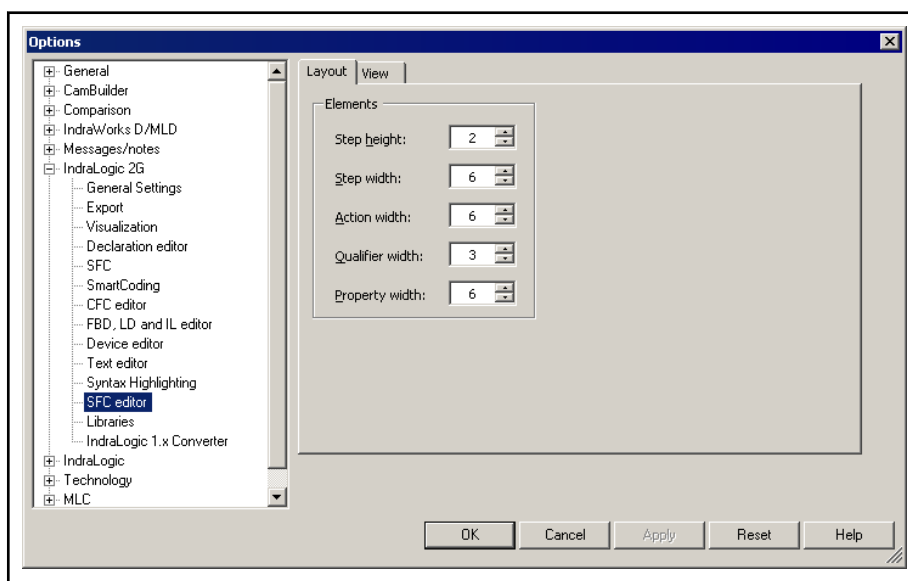 Options
General
CamBuilder
Comparison
IndraWorks D/MLD
Messages/notes
IndraLogic 2G
General Settings
Export
Visualization
Declaration editor
SFC
SmartCoding
CFC editor
FBD, LD and IL editor
Device editor
Text editor
Syntax Highlighting
SFC editor
Libraries
IndraLogic 1.x Converter
IndraLogic
Technology
MLC
Layout View
Elements
Step height: 2
Step width: 6
Action width: 6
Qualifier width: 3
Property width: 6
OK Cancel Apply Reset Help